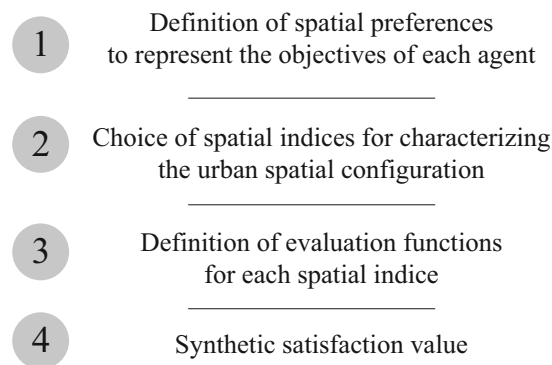 1
Definition of spatial preferences
to represent the objectives of each agent
2
Choice of spatial indices for characterizing
the urban spatial configuration
3
Definition of evaluation functions
for each spatial indice
4
Synthetic satisfaction value